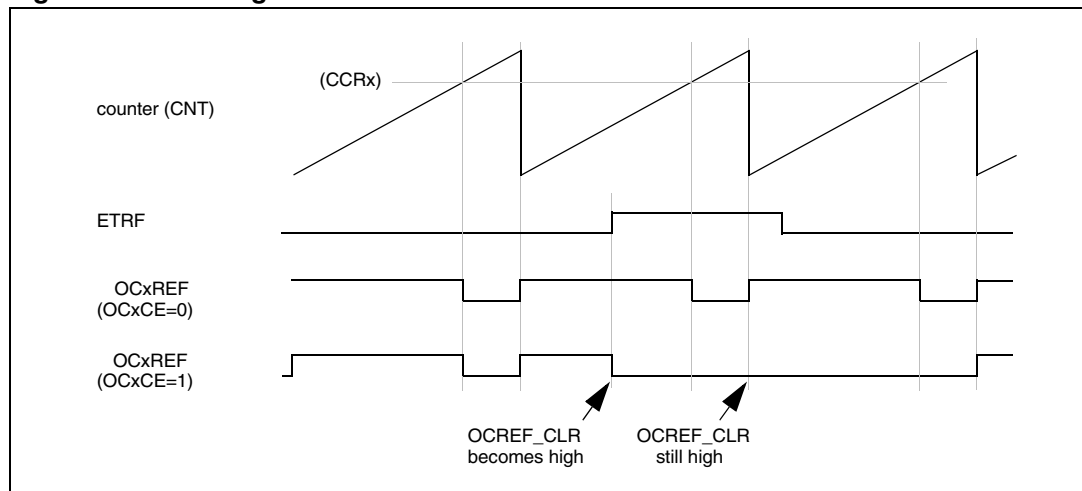 (CCRx)
counter (CNT)
ETRF
OCxREF
(OCxCE=0)
OCxREF
(OCxCE=1)
OCREF_CLR
becomes high
OCREF_CLR
still high